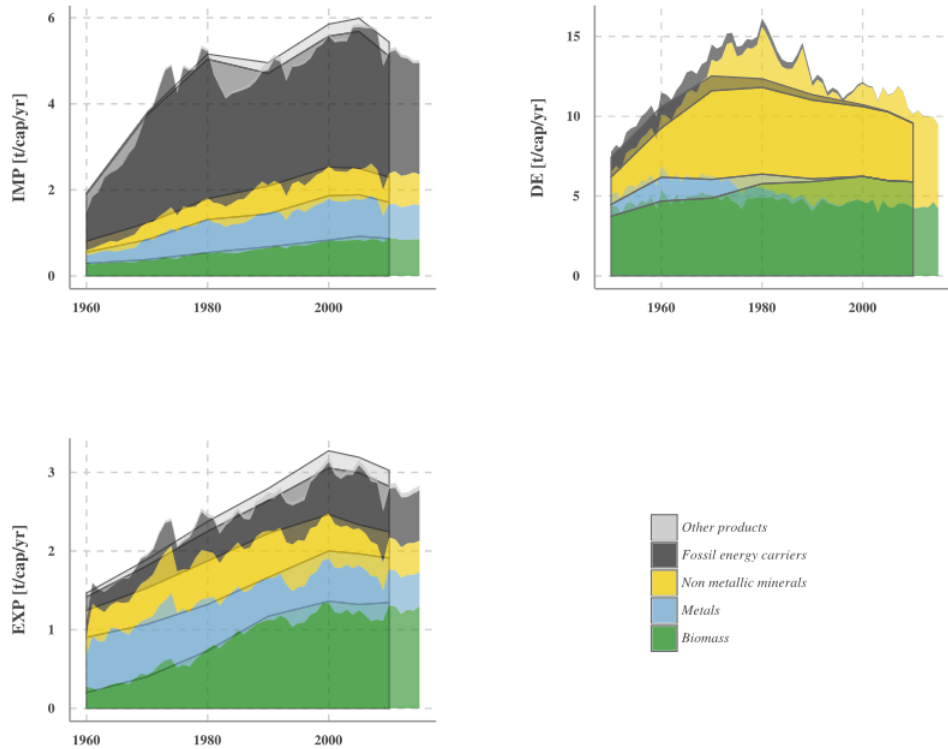 IMP [t/cap/yr]
6
4
2
0
1960 1980 2000
DE [t/cap/yr]
15
10
5
0
1960 1980 2000
EXP [t/cap/yr]
3
2
1
0
1960 1980 2000
Other products
Fossil energy carriers
Non metallic minerals
Metals
Biomass